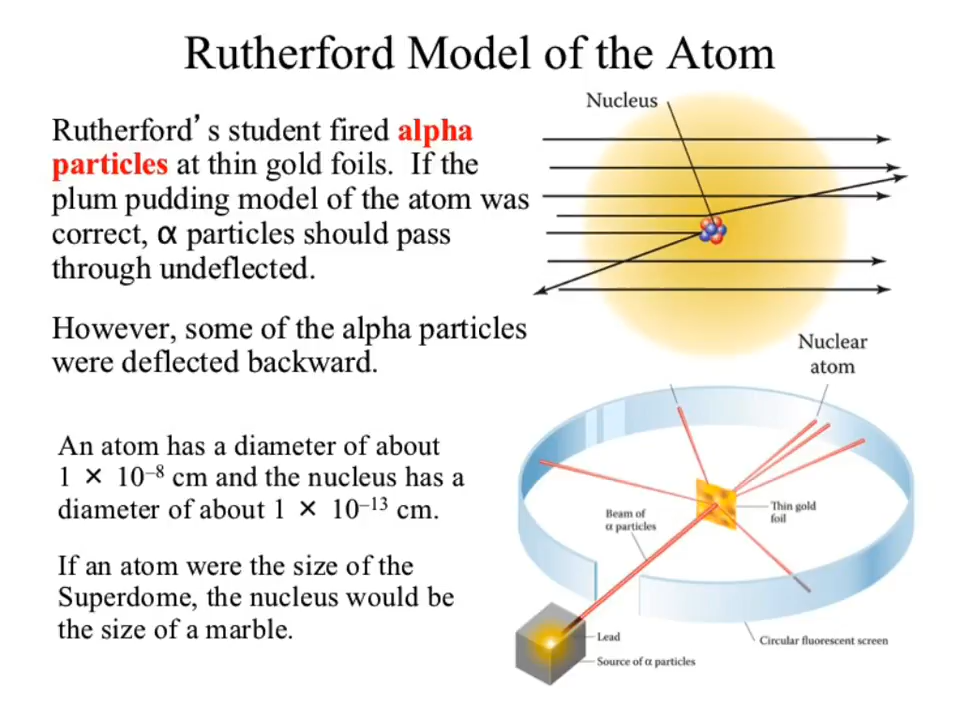 Rutherford Model of the Atom
Rutherford's student fired alpha
particles at thin gold foils. If the
plum pudding model of the atom was
correct, α particles should pass
through undeflected.
However, some of the alpha particles
were deflected backward.
An atom has a diameter of about
1 × 10⁻⁸ cm and the nucleus has a
diameter of about 1 × 10⁻¹³ cm.
If an atom were the size of the
Superdome, the nucleus would be
the size of a marble.
Nucleus
Nuclear
atom
Beam of
α particles
Thin gold
foil
Lead
Source of α particles
Circular fluorescent screen